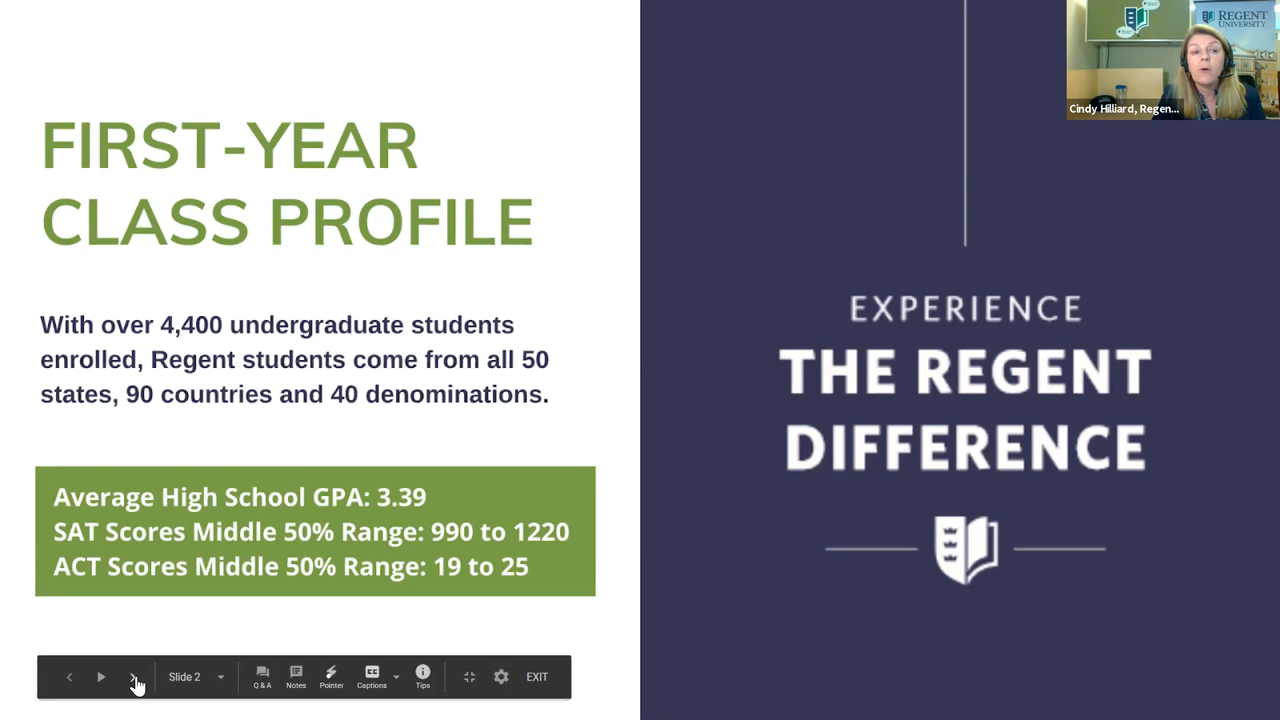 FIRST-YEAR
CLASS PROFILE
With over 4,400 undergraduate students
enrolled, Regent students come from all 50
states, 90 countries and 40 denominations.
Average High School GPA: 3.39
SAT Scores Middle 50% Range: 990 to 1220
ACT Scores Middle 50% Range: 19 to 25
Slide 2
Q & A
Notes
Pointer
Captions
Tips
EXIT
EXPERIENCE
THE REGENT
DIFFERENCE
REGENT
UNIVERSITY
Cindy Hilliard, Regen...